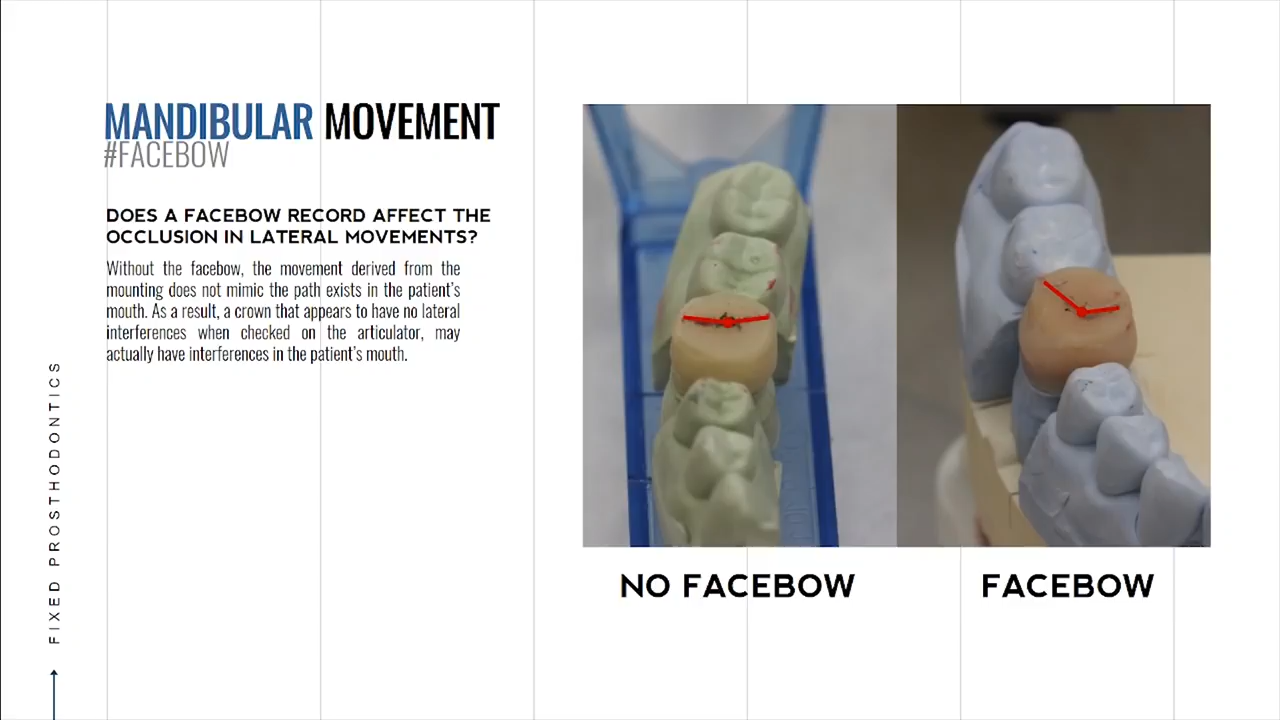 MANDIBULAR MOVEMENT
#FACEBOW
DOES A FACEBOW RECORD AFFECT THE
OCCLUSION IN LATERAL MOVEMENTS?
Without the facebow, the movement derived from the
mounting does not mimic the path exists in the patient's
mouth. As a result, a crown that appears to have no lateral
interferences when checked on the articulator, may
actually have interferences in the patient's mouth.
NO FACEBOW
FACEBOW
FIXED PROSTHODONTICS